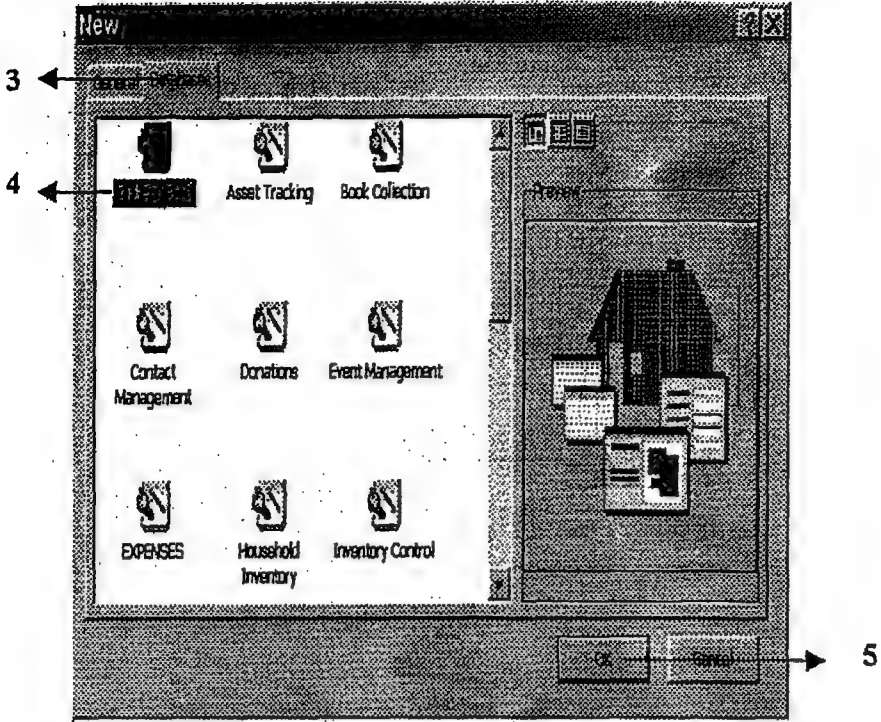 New
3
General Databases
4
Asset Tracking Book Collection
Preview
Contact Management
Donations
Event Management
EXPENSES
Household Inventory
Inventory Control
OK Cancel
5